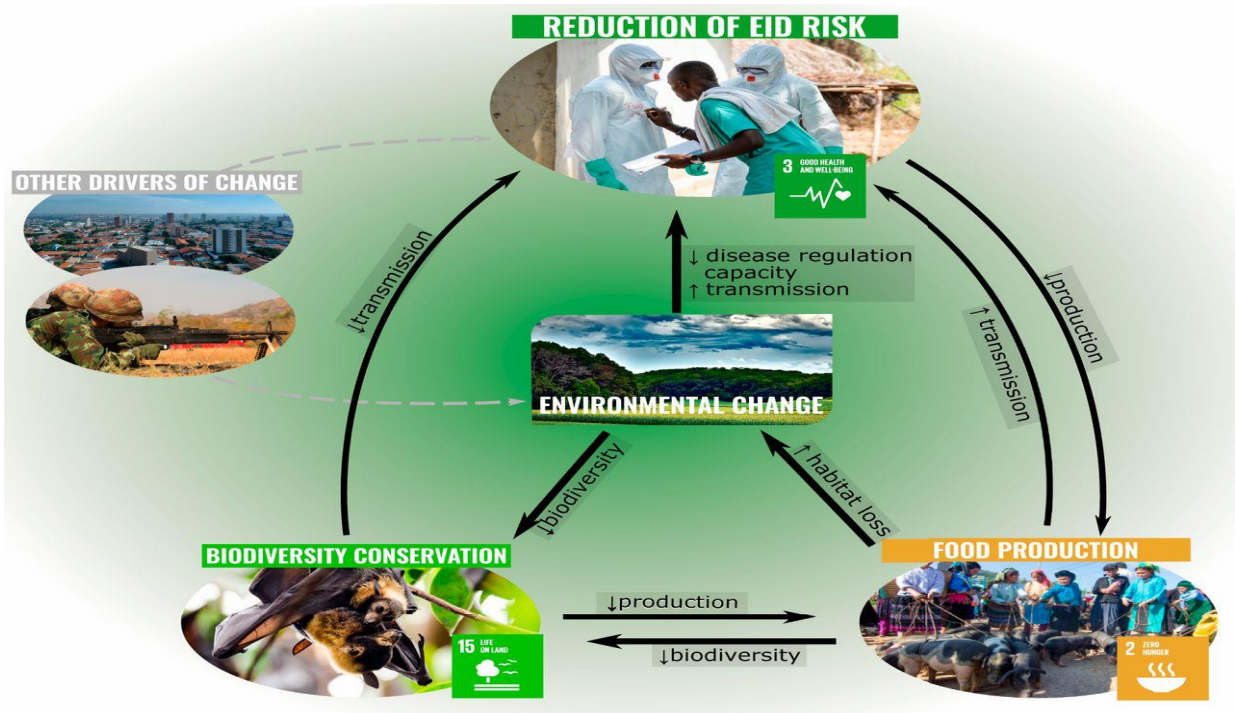 REDUCTION OF EID RISK
3 GOOD HEALTH
AND WELL-BEING
OTHER DRIVERS OF CHANGE
↓transmission
↓ disease regulation
capacity
↑ transmission
↓production
↑ transmission
ENVIRONMENTAL CHANGE
↓biodiversity
↑ habitat loss
BIODIVERSITY CONSERVATION
FOOD PRODUCTION
↓production
↓biodiversity
15 LIFE
ON LAND
2 ZERO
HUNGER